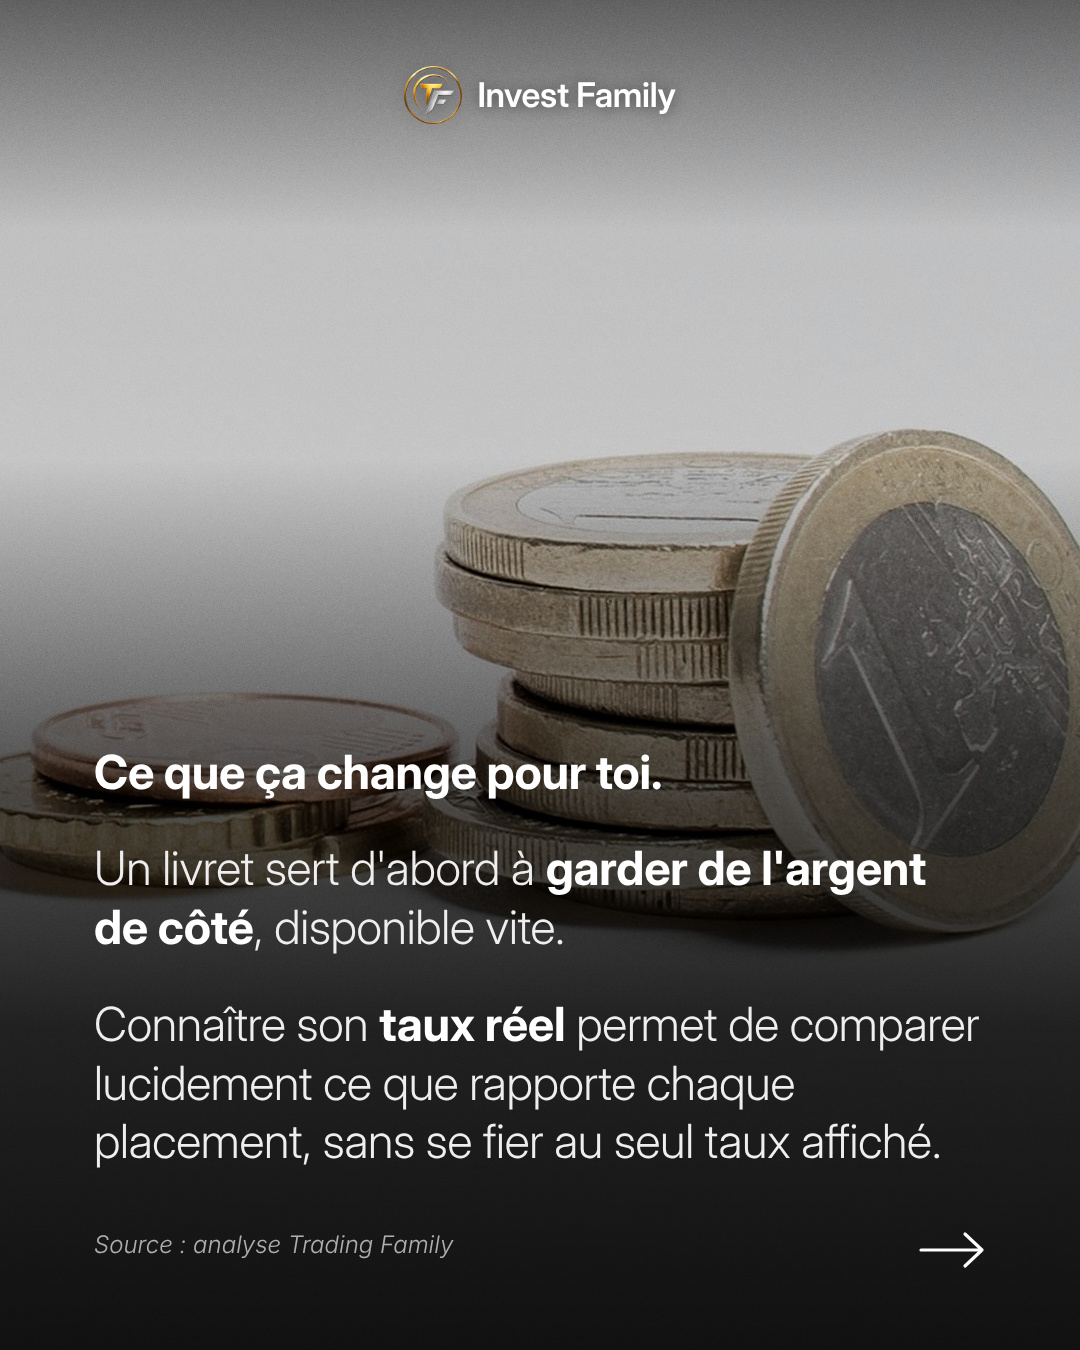 TF Invest Family
Ce que ça change pour toi.
Un livret sert d'abord à garder de l'argent
de côté, disponible vite.
Connaître son taux réel permet de comparer
lucidement ce que rapporte chaque
placement, sans se fier au seul taux affiché.
Source : analyse Trading Family
1